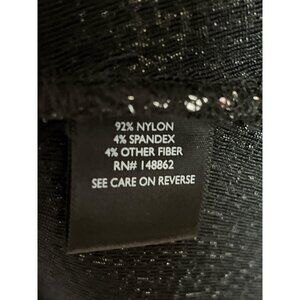 92% NYLON
4% SPANDEX
4% OTHER FIBER
RN# 148862
SEE CARE ON REVERSE